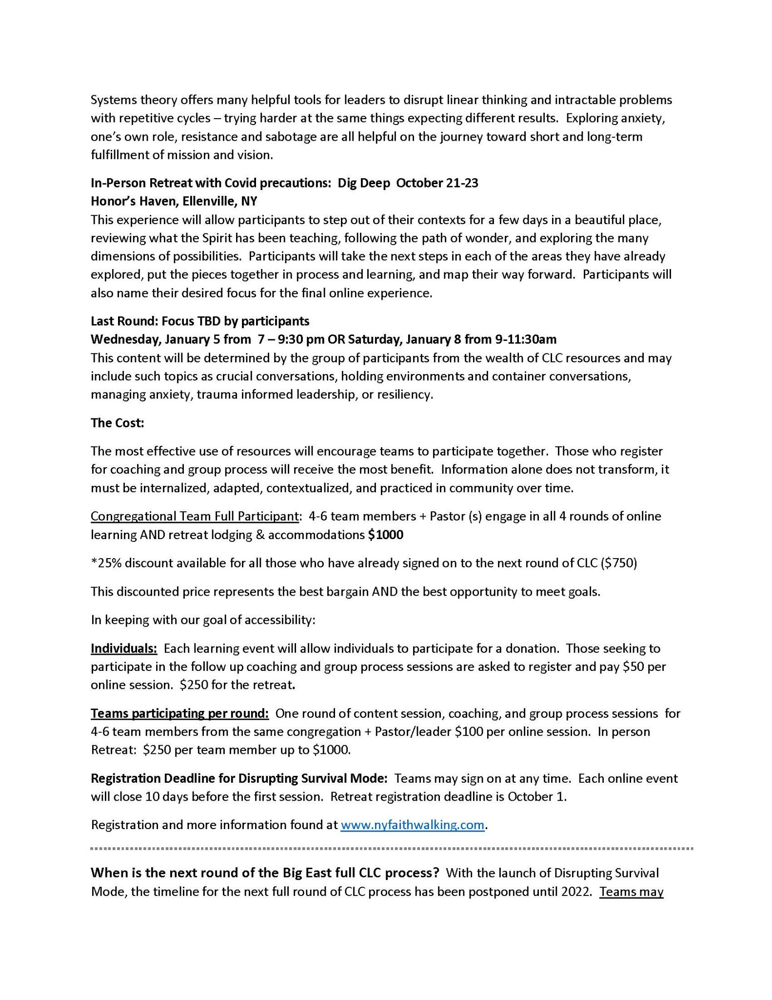 Systems theory offers many helpful tools for leaders to disrupt linear thinking and intractable problems
with repetitive cycles – trying harder at the same things expecting different results.  Exploring anxiety,
one’s own role, resistance and sabotage are all helpful on the journey toward short and long-term
fulfillment of mission and vision.
In-Person Retreat with Covid precautions:  Dig Deep  October 21-23
Honor’s Haven, Ellenville, NY
This experience will allow participants to step out of their contexts for a few days in a beautiful place,
reviewing what the Spirit has been teaching, following the path of wonder, and exploring the many
dimensions of possibilities.  Participants will take the next steps in each of the areas they have already
explored, put the pieces together in process and learning, and map their way forward.  Participants will
also name their desired focus for the final online experience.
Last Round: Focus TBD by participants
Wednesday, January 5 from  7 – 9:30 pm OR Saturday, January 8 from 9-11:30am
This content will be determined by the group of participants from the wealth of CLC resources and may
include such topics as crucial conversations, holding environments and container conversations,
managing anxiety, trauma informed leadership, or resiliency.
The Cost:
The most effective use of resources will encourage teams to participate together.  Those who register
for coaching and group process will receive the most benefit.  Information alone does not transform, it
must be internalized, adapted, contextualized, and practiced in community over time.
Congregational Team Full Participant:  4-6 team members + Pastor (s) engage in all 4 rounds of online
learning AND retreat lodging & accommodations $1000
*25% discount available for all those who have already signed on to the next round of CLC ($750)
This discounted price represents the best bargain AND the best opportunity to meet goals.
In keeping with our goal of accessibility:
Individuals:  Each learning event will allow individuals to participate for a donation.  Those seeking to
participate in the follow up coaching and group process sessions are asked to register and pay $50 per
online session.  $250 for the retreat.
Teams participating per round:  One round of content session, coaching, and group process sessions  for
4-6 team members from the same congregation + Pastor/leader $100 per online session.  In person
Retreat:  $250 per team member up to $1000.
Registration Deadline for Disrupting Survival Mode:  Teams may sign on at any time.  Each online event
will close 10 days before the first session.  Retreat registration deadline is October 1.
Registration and more information found at www.nyfaithwalking.com.
When is the next round of the Big East full CLC process?  With the launch of Disrupting Survival
Mode, the timeline for the next full round of CLC process has been postponed until 2022.  Teams may